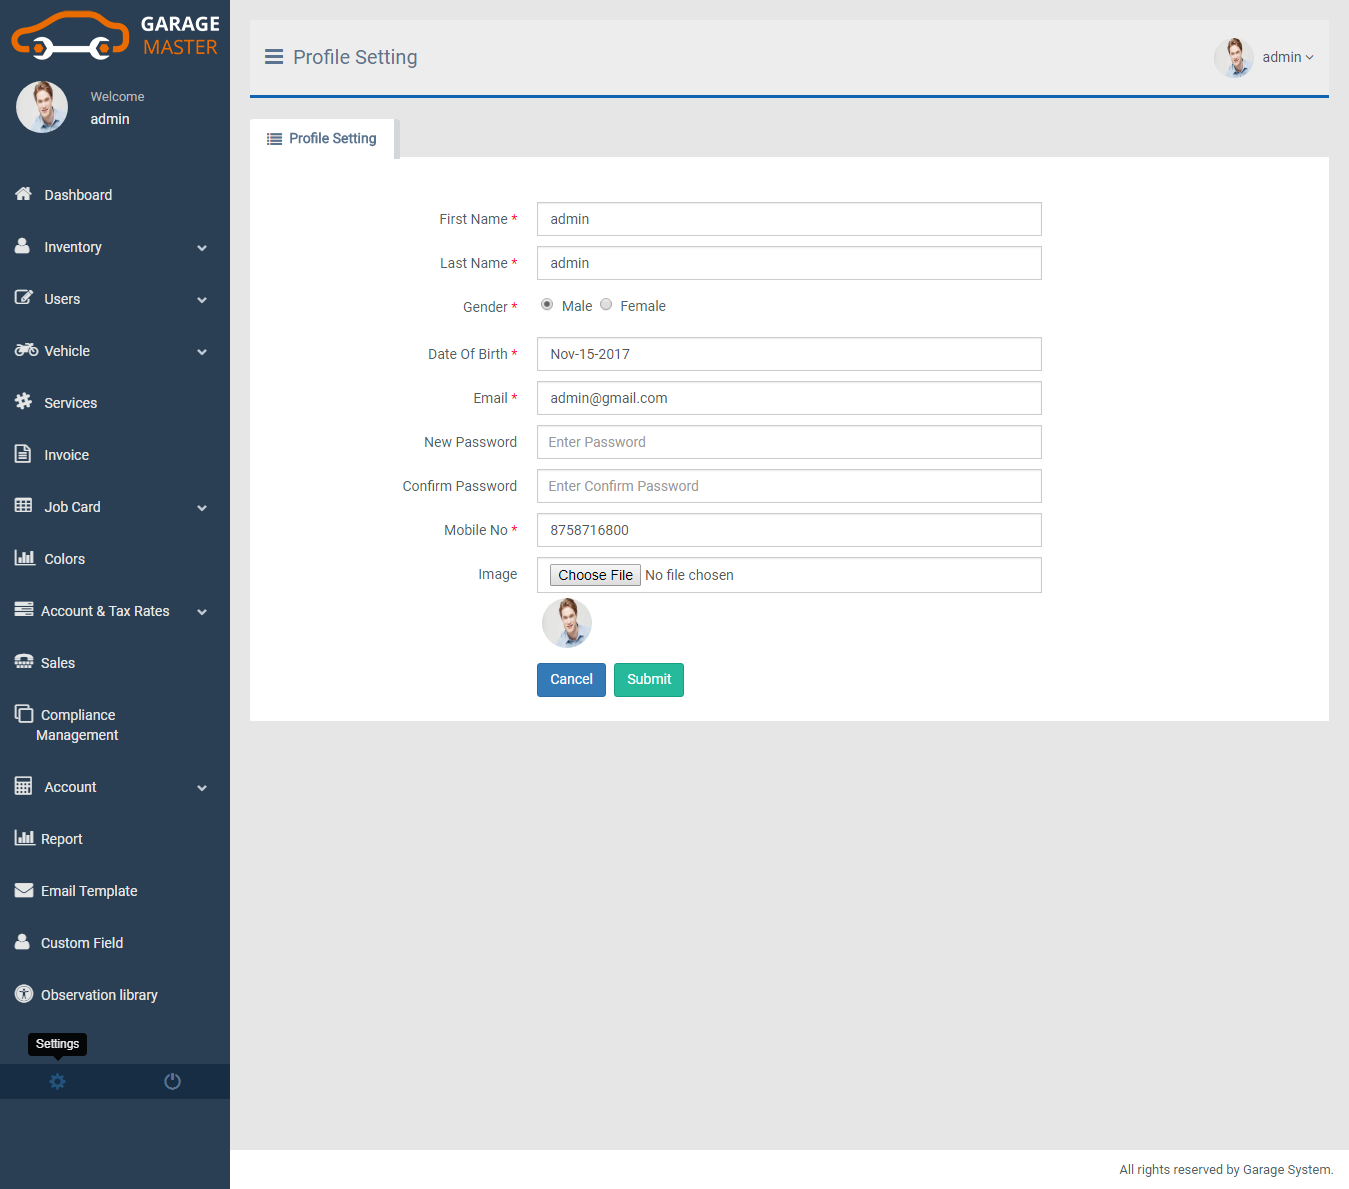 GARAGE
MASTER
Welcome
admin
Dashboard
Inventory
Users
Vehicle
Services
Invoice
Job Card
Colors
Account & Tax Rates
Sales
Compliance
Management
Account
Report
Email Template
Custom Field
Observation library
Settings
Profile Setting
admin
Profile Setting
First Name * admin
Last Name * admin
Gender * Male Female
Date Of Birth * Nov-15-2017
Email * admin@gmail.com
New Password Enter Password
Confirm Password Enter Confirm Password
Mobile No * 8758716800
Image Choose File No file chosen
Cancel Submit
All rights reserved by Garage System.